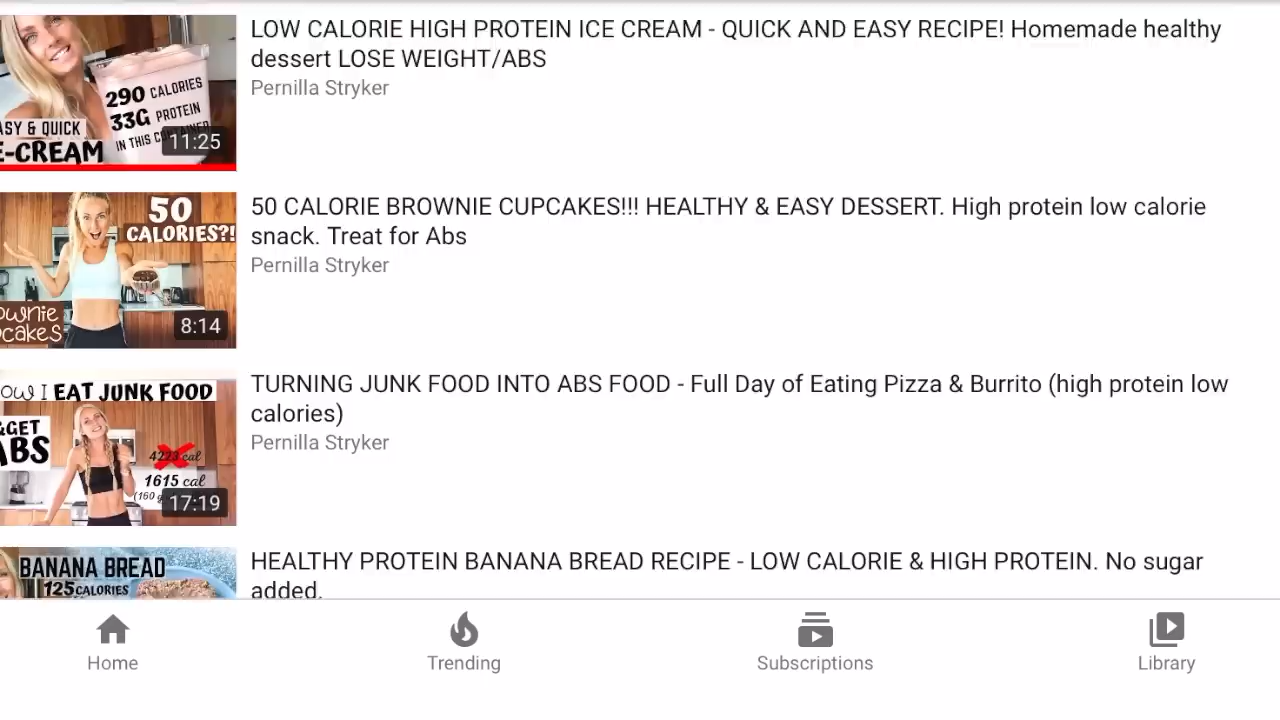 LOW CALORIE HIGH PROTEIN ICE CREAM - QUICK AND EASY RECIPE! Homemade healthy
dessert LOSE WEIGHT/ABS
Pernilla Stryker
290 CALORIES
33G PROTEIN
IN THIS
ASY & QUICK
E-CREAM
11:25
50 CALORIE BROWNIE CUPCAKES!!! HEALTHY & EASY DESSERT. High protein low calorie
snack. Treat for Abs
Pernilla Stryker
50
CALORIES?!
ownie
cakes
8:14
TURNING JUNK FOOD INTO ABS FOOD - Full Day of Eating Pizza & Burrito (high protein low
calories)
Pernilla Stryker
OW I EAT JUNK FOOD
&GET
ABS
4223 cal
1615 cal
(160 g
17:19
HEALTHY PROTEIN BANANA BREAD RECIPE - LOW CALORIE & HIGH PROTEIN. No sugar
added.
BANANA BREAD
125CALORIES
Home
Trending
Subscriptions
Library